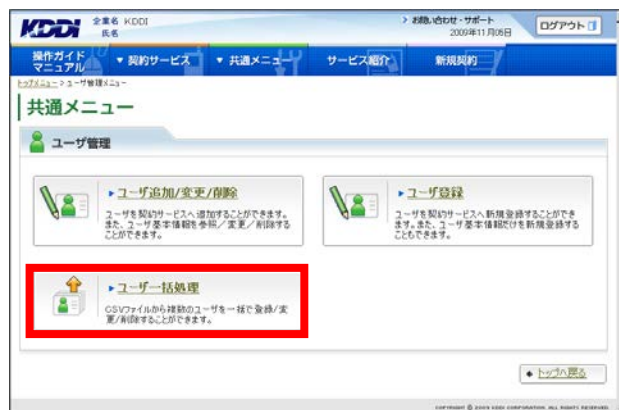 KDDI 企業名 KDDI
氏名
> お問い合わせ・サポート
2009年11月05日
ログアウト
操作ガイド
マニュアル
▼ 契約サービス
▼ 共通メニュー
サービス紹介
新規契約
トップメニュー > ユーザ管理メニュー
共通メニュー
ユーザ管理
ユーザ追加/変更/削除
ユーザを契約サービスへ追加することができます。
また、ユーザ基本情報を参照/変更/削除する
ことができます。
ユーザ登録
ユーザを契約サービスへ新規登録することができ
ます。また、ユーザ基本情報だけを新規登録する
こともできます。
ユーザ一括処理
CSVファイルから複数のユーザを一括で登録/変
更/削除することができます。
トップへ戻る
COPYRIGHT © 2009 KDDI CORPORATION, ALL RIGHTS RESERVED.